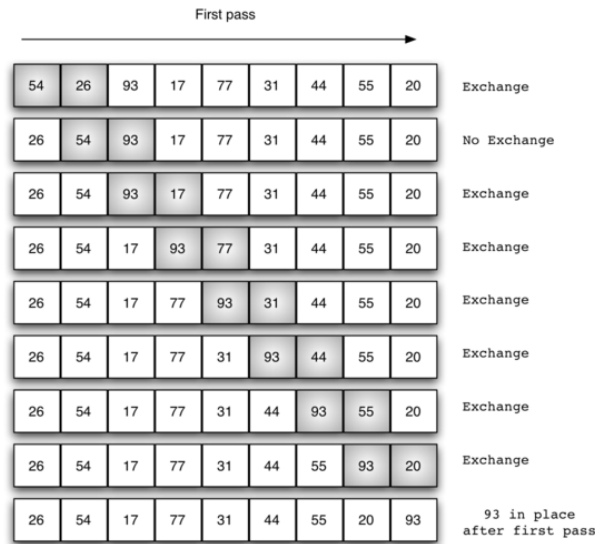 First pass
54 26 93 17 77 31 44 55 20 Exchange
26 54 93 17 77 31 44 55 20 No Exchange
26 54 93 17 77 31 44 55 20 Exchange
26 54 17 93 77 31 44 55 20 Exchange
26 54 17 77 93 31 44 55 20 Exchange
26 54 17 77 31 93 44 55 20 Exchange
26 54 17 77 31 44 93 55 20 Exchange
26 54 17 77 31 44 55 93 20 Exchange
26 54 17 77 31 44 55 20 93 93 in place
after first pass